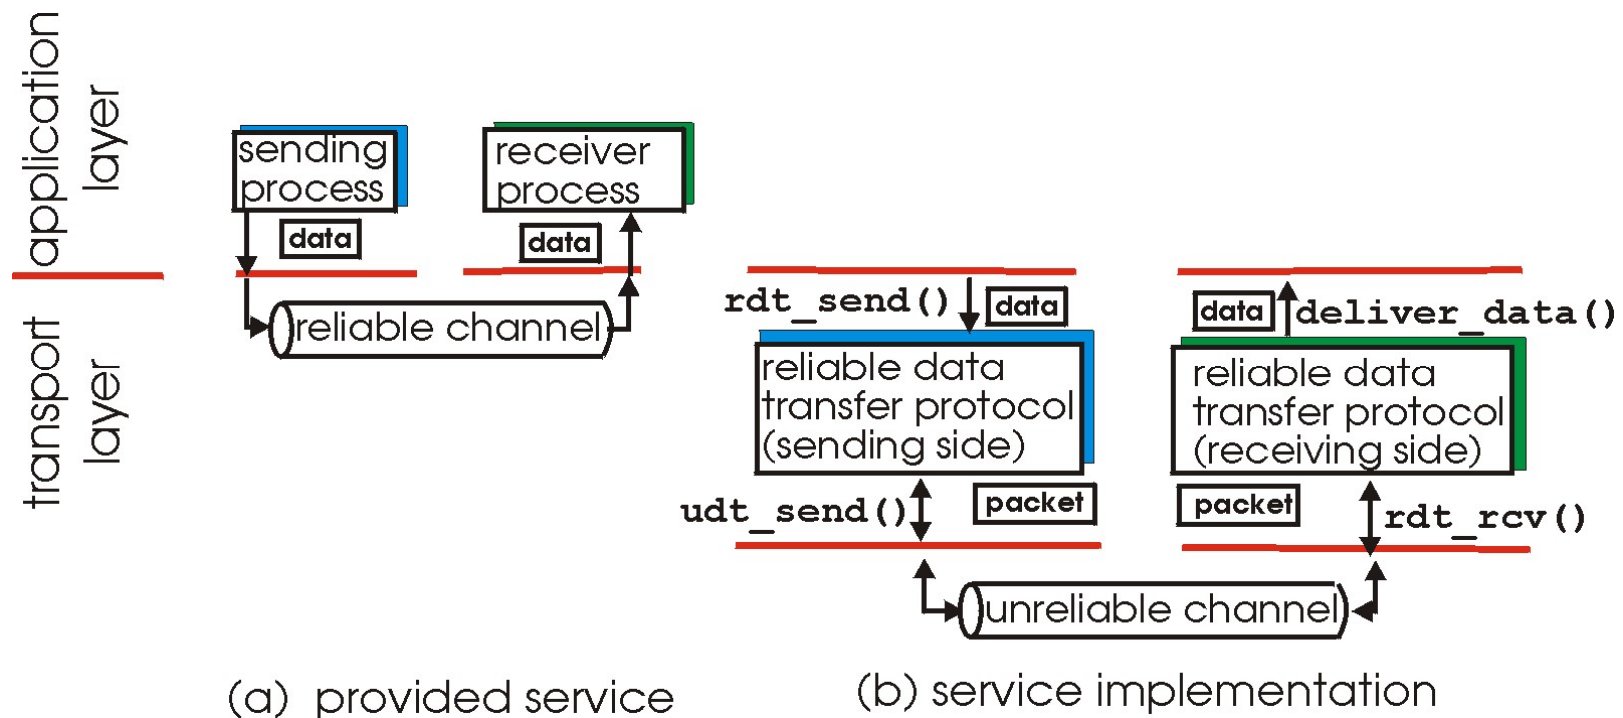 application
layer
transport
layer
sending
process
receiver
process
data
data
reliable channel
(a) provided service
rdt_send()
data
data
deliver_data()
reliable data
transfer protocol
(sending side)
reliable data
transfer protocol
(receiving side)
udt_send()
packet
packet
rdt_rcv()
unreliable channel
(b) service implementation